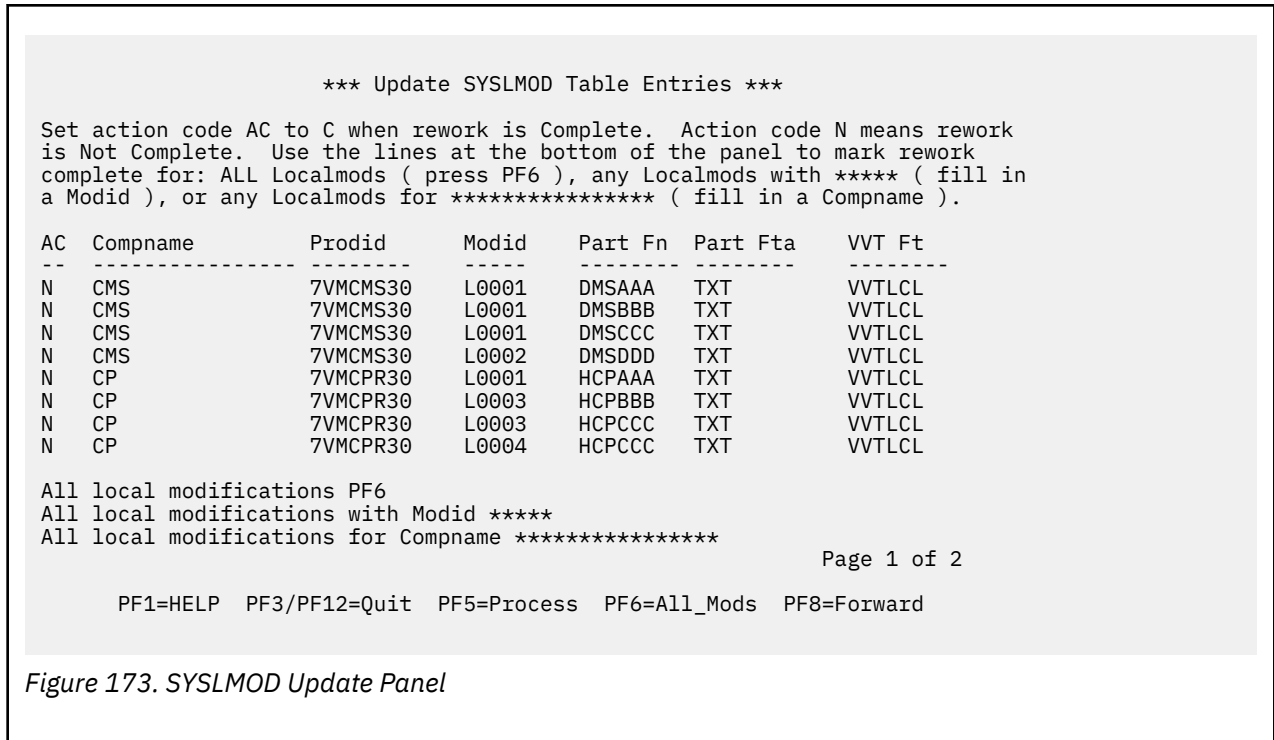 *** Update SYSLMOD Table Entries ***
Set action code AC to C when rework is Complete.  Action code N means rework
is Not Complete.  Use the lines at the bottom of the panel to mark rework
complete for: ALL Localmods ( press PF6 ), any Localmods with ***** ( fill in
a Modid ), or any Localmods for **************** ( fill in a Compname ).
AC  Compname         Prodid     Modid    Part Fn  Part Fta    VVT Ft
--  ---------------- --------   -----    -------- --------    --------
N   CMS              7VMCMS30   L0001    DMSAAA   TXT         VVTLCL
N   CMS              7VMCMS30   L0001    DMSBBB   TXT         VVTLCL
N   CMS              7VMCMS30   L0001    DMSCCC   TXT         VVTLCL
N   CMS              7VMCMS30   L0002    DMSDDD   TXT         VVTLCL
N   CP               7VMCPR30   L0001    HCPAAA   TXT         VVTLCL
N   CP               7VMCPR30   L0003    HCPBBB   TXT         VVTLCL
N   CP               7VMCPR30   L0003    HCPCCC   TXT         VVTLCL
N   CP               7VMCPR30   L0004    HCPCCC   TXT         VVTLCL
All local modifications PF6
All local modifications with Modid *****
All local modifications for Compname ****************
Page 1 of 2
PF1=HELP  PF3/PF12=Quit  PF5=Process  PF6=All_Mods  PF8=Forward
Figure 173. SYSLMOD Update Panel